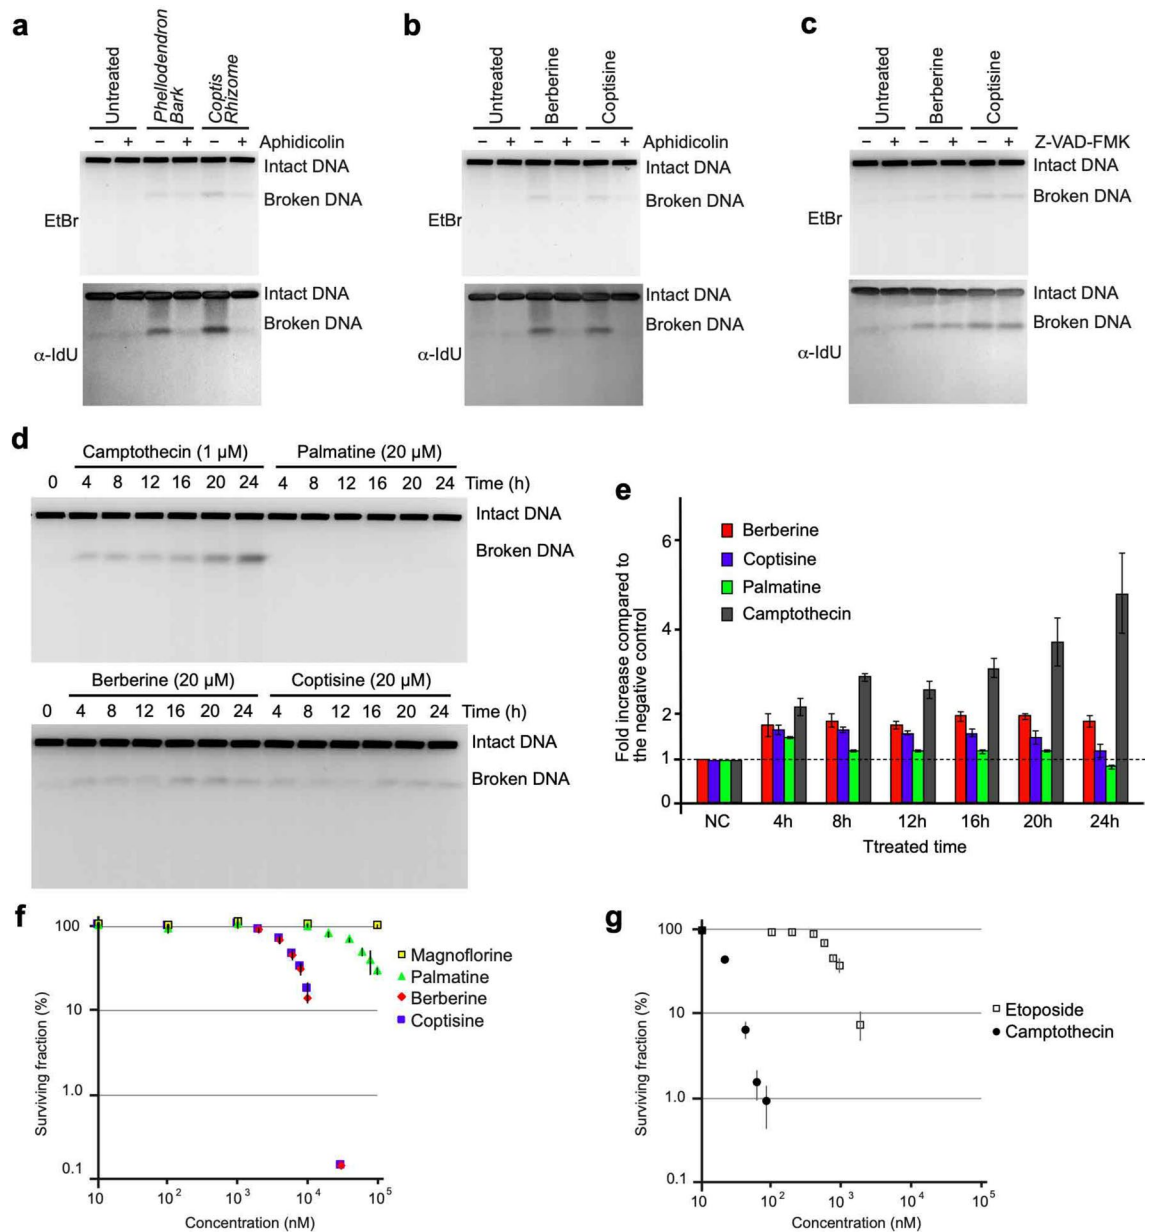 a
Untreated
Phellodendron
Bark
Coptis
Rhizome
− + − + − + Aphidicolin
Intact DNA
Broken DNA
EtBr
Intact DNA
Broken DNA
α-IdU
b
Untreated
Berberine
Coptisine
− + − + − + Aphidicolin
Intact DNA
Broken DNA
EtBr
Intact DNA
Broken DNA
α-IdU
c
Untreated
Berberine
Coptisine
− + − + − + Z-VAD-FMK
Intact DNA
Broken DNA
EtBr
Intact DNA
Broken DNA
α-IdU
d
Camptothecin (1 µM) Palmatine (20 µM)
0 4 8 12 16 20 24 4 8 12 16 20 24 Time (h)
Intact DNA
Broken DNA
Berberine (20 µM) Coptisine (20 µM)
0 4 8 12 16 20 24 4 8 12 16 20 24 Time (h)
Intact DNA
Broken DNA
e
Fold increase compared to
the negative control
6
4
2
1
0
Berberine
Coptisine
Palmatine
Camptothecin
NC 4h 8h 12h 16h 20h 24h
Ttreated time
f
Surviving fraction (%)
100
10
1.0
0.1
10 10² 10³ 10⁴ 10⁵
Concentration (nM)
Magnoflorine
Palmatine
Berberine
Coptisine
g
Surviving fraction (%)
100
10
1.0
0.1
10 10² 10³ 10⁴ 10⁵
Concentration (nM)
Etoposide
Camptothecin